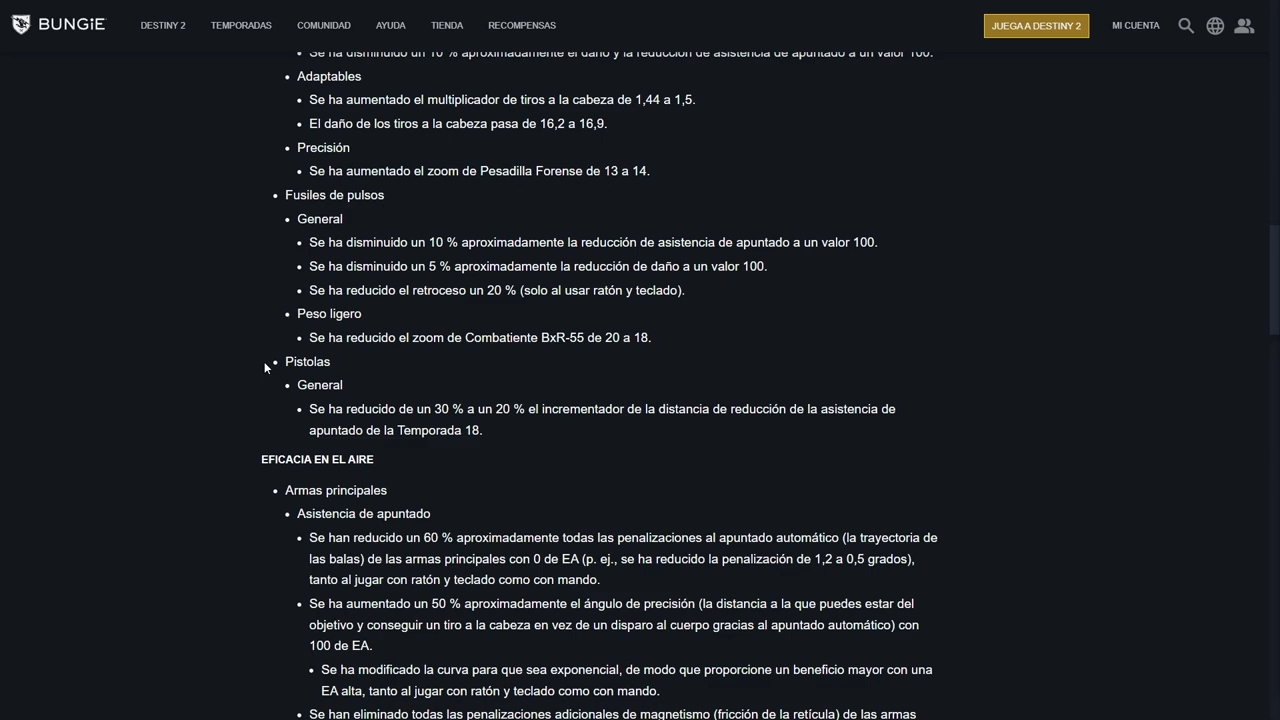 BUNGiE
DESTINY 2
TEMPORADAS
COMUNIDAD
AYUDA
TIENDA
RECOMPENSAS
JUEGA A DESTINY 2
MI CUENTA
Se ha disminuido un 10 % aproximadamente el daño y la reducción de asistencia de apuntado a un valor 100.
Adaptables
Se ha aumentado el multiplicador de tiros a la cabeza de 1,44 a 1,5.
El daño de los tiros a la cabeza pasa de 16,2 a 16,9.
Precisión
Se ha aumentado el zoom de Pesadilla Forense de 13 a 14.
Fusiles de pulsos
General
Se ha disminuido un 10 % aproximadamente la reducción de asistencia de apuntado a un valor 100.
Se ha disminuido un 5 % aproximadamente la reducción de daño a un valor 100.
Se ha reducido el retroceso un 20 % (solo al usar ratón y teclado).
Peso ligero
Se ha reducido el zoom de Combatiente BxR-55 de 20 a 18.
Pistolas
General
Se ha reducido de un 30 % a un 20 % el incrementador de la distancia de reducción de la asistencia de
apuntado de la Temporada 18.
EFICACIA EN EL AIRE
Armas principales
Asistencia de apuntado
Se han reducido un 60 % aproximadamente todas las penalizaciones al apuntado automático (la trayectoria de
las balas) de las armas principales con 0 de EA (p. ej., se ha reducido la penalización de 1,2 a 0,5 grados),
tanto al jugar con ratón y teclado como con mando.
Se ha aumentado un 50 % aproximadamente el ángulo de precisión (la distancia a la que puedes estar del
objetivo y conseguir un tiro a la cabeza en vez de un disparo al cuerpo gracias al apuntado automático) con
100 de EA.
Se ha modificado la curva para que sea exponencial, de modo que proporcione un beneficio mayor con una
EA alta, tanto al jugar con ratón y teclado como con mando.
Se han eliminado todas las penalizaciones adicionales de magnetismo (fricción de la retícula) de las armas